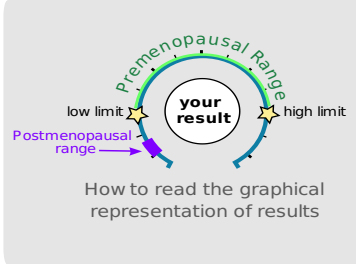 Premenopausal Range
your
result
low limit
high limit
Postmenopausal
range
How to read the graphical
representation of results